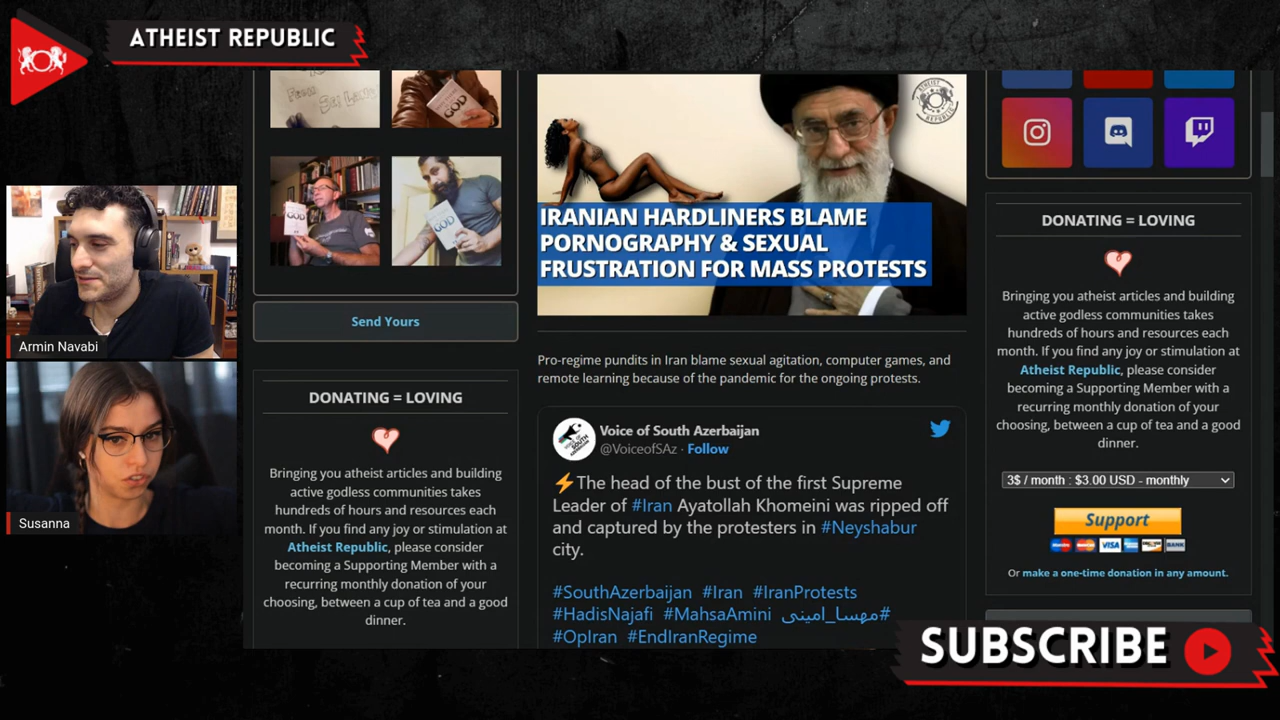 ATHEIST REPUBLIC
Armin Navabi
Susanna
GOD
GOD
GOD
Send Yours
DONATING = LOVING
Bringing you atheist articles and building
active godless communities takes
hundreds of hours and resources each
month. If you find any joy or stimulation at
Atheist Republic, please consider
becoming a Supporting Member with a
recurring monthly donation of your
choosing, between a cup of tea and a good
dinner.
IRANIAN HARDLINERS BLAME
PORNOGRAPHY & SEXUAL
FRUSTRATION FOR MASS PROTESTS
Pro-regime pundits in Iran blame sexual agitation, computer games, and
remote learning because of the pandemic for the ongoing protests.
Voice of South Azerbaijan
@VoiceofSAz · Follow
⚡The head of the bust of the first Supreme
Leader of #Iran Ayatollah Khomeini was ripped off
and captured by the protesters in #Neyshabur
city.
#SouthAzerbaijan #Iran #IranProtests
#HadisNajafi #MahsaAmini #مهسا_امینی
#OpIran #EndIranRegime
DONATING = LOVING
Bringing you atheist articles and building
active godless communities takes
hundreds of hours and resources each
month. If you find any joy or stimulation at
Atheist Republic, please consider
becoming a Supporting Member with a
recurring monthly donation of your
choosing, between a cup of tea and a good
dinner.
3$ / month : $3.00 USD - monthly
Support
VISA
BANK
Or make a one-time donation in any amount.
SUBSCRIBE